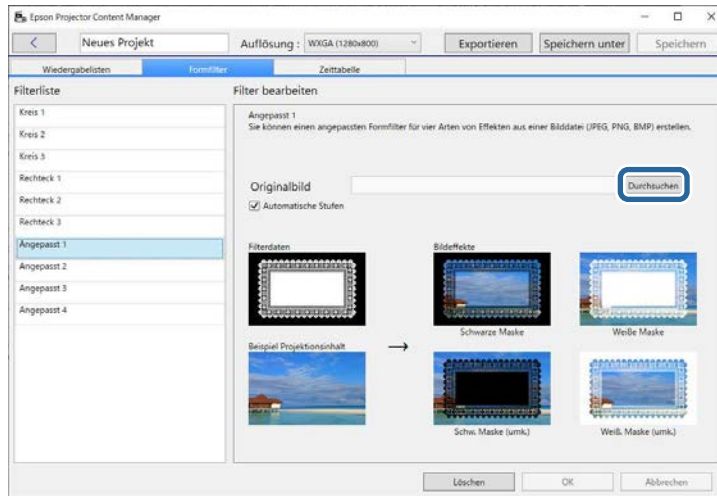 Epson Projector Content Manager
Neues Projekt
Auflösung :
WXGA (1280x800)
Exportieren
Speichern unter
Speichern
Wiedergabelisten
Formfilter
Zeittabelle
Filterliste
Kreis 1
Kreis 2
Kreis 3
Rechteck 1
Rechteck 2
Rechteck 3
Angepasst 1
Angepasst 2
Angepasst 3
Angepasst 4
Filter bearbeiten
Angepasst 1
Sie können einen angepassten Formfilter für vier Arten von Effekten aus einer Bilddatei (JPEG, PNG, BMP) erstellen.
Originalbild
Durchsuchen
Automatische Stufen
Filterdaten
Bildeffekte
Schwarze Maske
Weiße Maske
Beispiel Projektionsinhalt
Schw. Maske (umk.)
Weiß. Maske (umk.)
Löschen
OK
Abbrechen